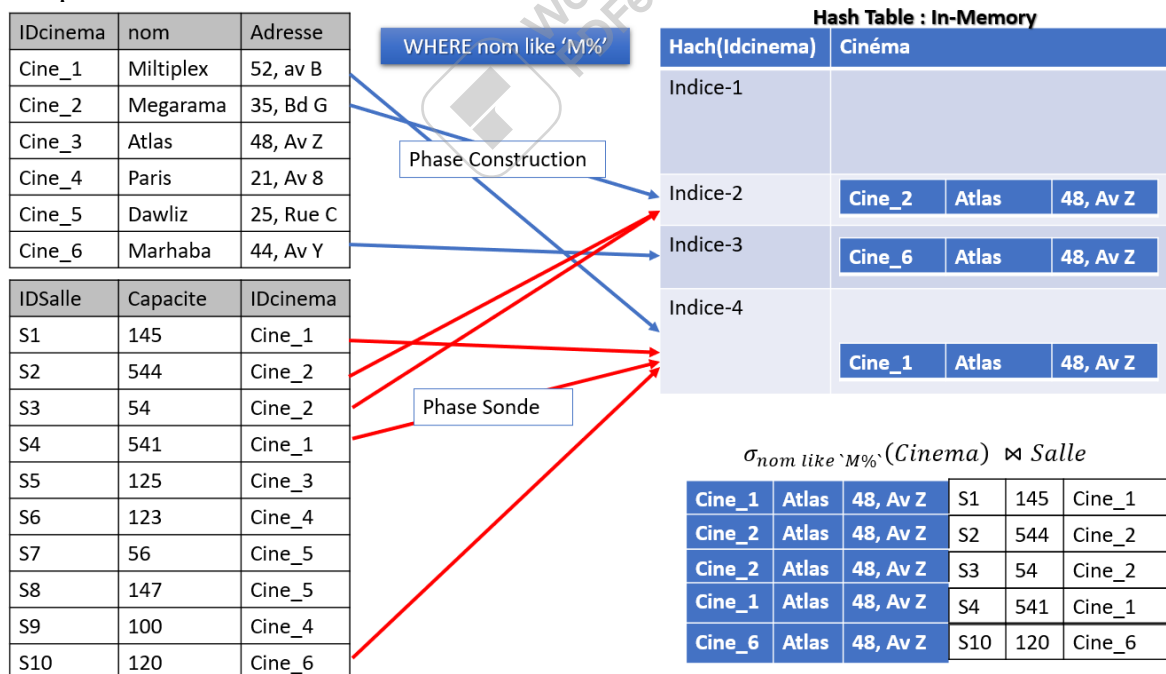 IDcinema nom Adresse
Cine_1 Miltiplex 52, av B
Cine_2 Megarama 35, Bd G
Cine_3 Atlas 48, Av Z
Cine_4 Paris 21, Av 8
Cine_5 Dawliz 25, Rue C
Cine_6 Marhaba 44, Av Y
IDSalle Capacite IDcinema
S1 145 Cine_1
S2 544 Cine_2
S3 54 Cine_2
S4 541 Cine_1
S5 125 Cine_3
S6 123 Cine_4
S7 56 Cine_5
S8 147 Cine_5
S9 100 Cine_4
S10 120 Cine_6
WHERE nom like ‘M%’
Phase Construction
Phase Sonde
Hash Table : In-Memory
Hach(Idcinema) Cinéma
Indice-1
Indice-2 Cine_2 Atlas 48, Av Z
Indice-3 Cine_6 Atlas 48, Av Z
Indice-4
Cine_1 Atlas 48, Av Z
σnom like `M%`(Cinema) ⋈ Salle
Cine_1 Atlas 48, Av Z S1 145 Cine_1
Cine_2 Atlas 48, Av Z S2 544 Cine_2
Cine_2 Atlas 48, Av Z S3 54 Cine_2
Cine_1 Atlas 48, Av Z S4 541 Cine_1
Cine_6 Atlas 48, Av Z S10 120 Cine_6